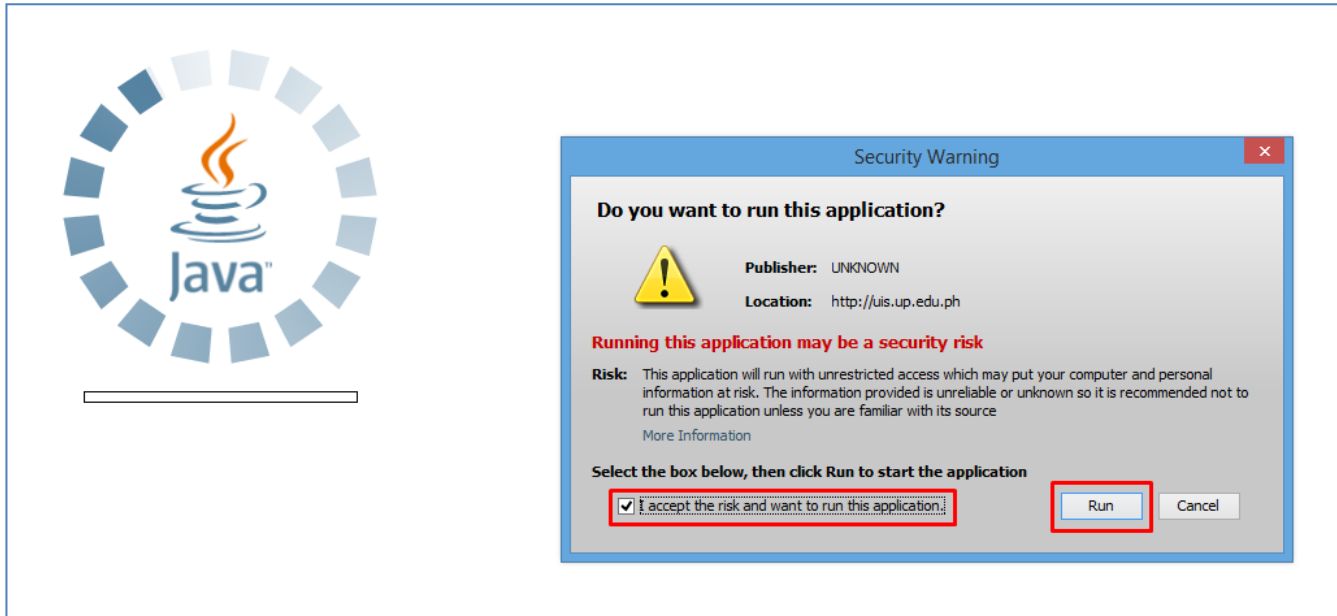 Java™
Security Warning
Do you want to run this application?
Publisher: UNKNOWN
Location: http://uis.up.edu.ph
Running this application may be a security risk
Risk: This application will run with unrestricted access which may put your computer and personal
information at risk. The information provided is unreliable or unknown so it is recommended not to
run this application unless you are familiar with its source
More Information
Select the box below, then click Run to start the application
I accept the risk and want to run this application.
Run Cancel